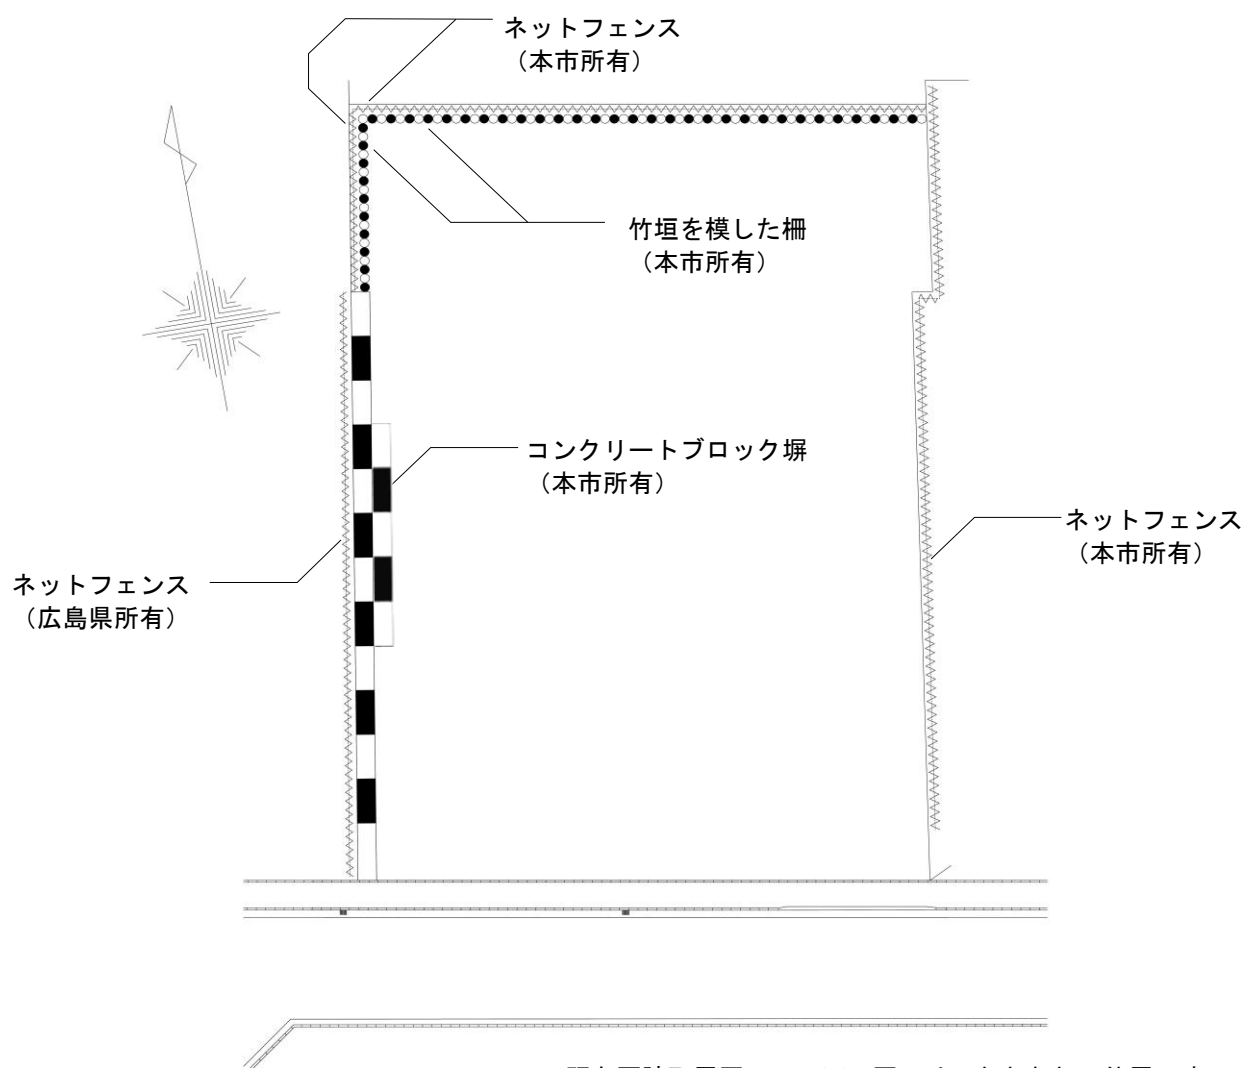 ネットフェンス
（本市所有）
竹垣を模した柵
（本市所有）
コンクリートブロック塀
（本市所有）
ネットフェンス
（本市所有）
ネットフェンス
（広島県所有）